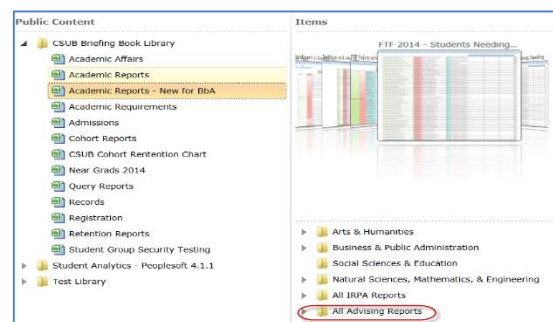 Public Content
CSUB Briefing Book Library
Academic Affairs
Academic Reports
Academic Reports - New for BbA
Academic Requirements
Admissions
Cohort Reports
CSUB Cohort Rentention Chart
Near Grads 2014
Query Reports
Records
Registration
Retention Reports
Student Group Security Testing
Student Analytics - Peoplesoft 4.1.1
Test Library
Items
FTF 2014 - Students Needing...
Arts & Humanities
Business & Public Administration
Social Sciences & Education
Natural Sciences, Mathematics, & Engineering
All IRPA Reports
All Advising Reports